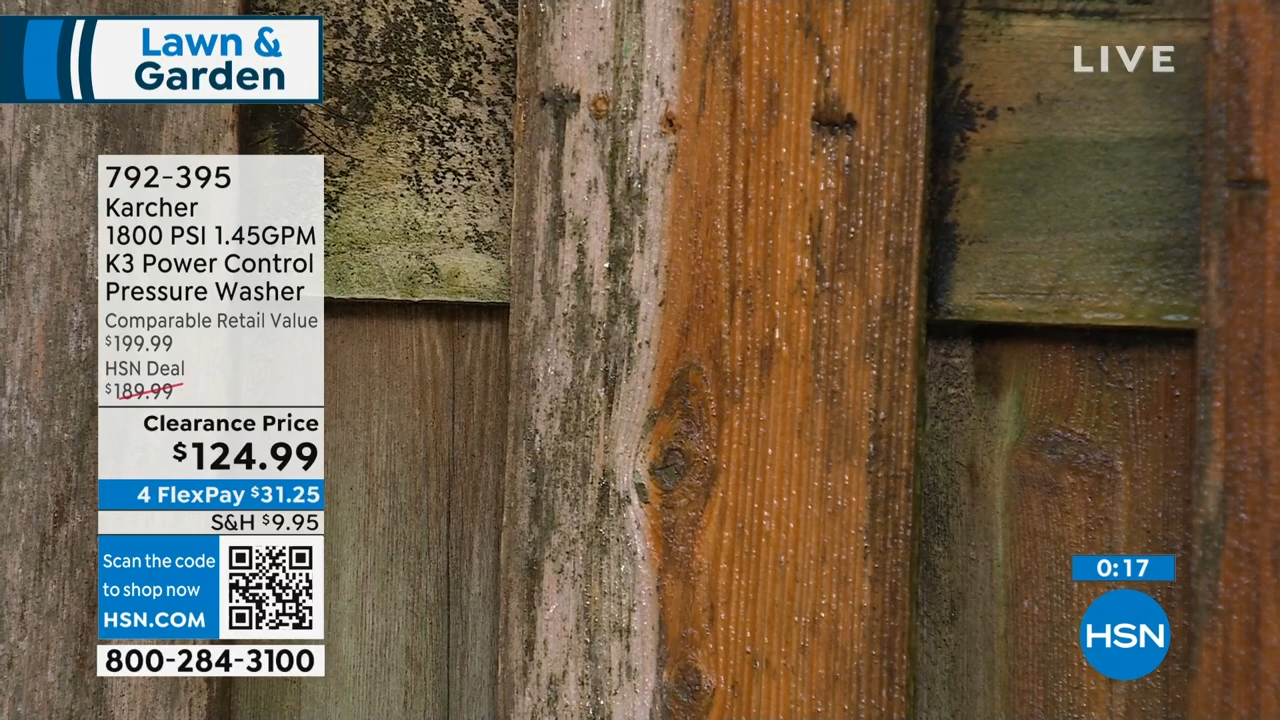 Lawn &
Garden
LIVE
792-395
Karcher
1800 PSI 1.45GPM
K3 Power Control
Pressure Washer
Comparable Retail Value
$199.99
HSN Deal
$189.99
Clearance Price
$124.99
4 FlexPay $31.25
S&H $9.95
Scan the code
to shop now
HSN.COM
800-284-3100
0:17
HSN